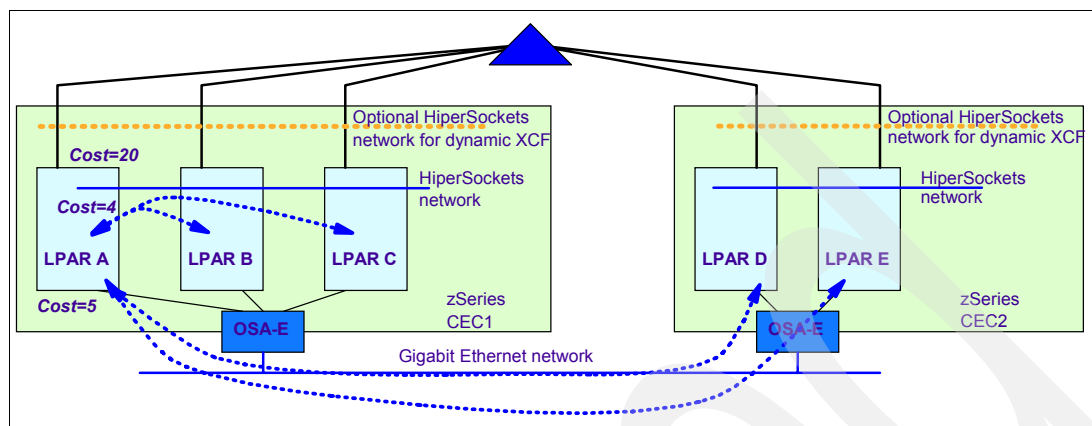 Optional HiperSockets
network for dynamic XCF
Optional HiperSockets
network for dynamic XCF
Cost=20
HiperSockets
network
HiperSockets
network
Cost=4
LPAR A
LPAR B
LPAR C
LPAR D
LPAR E
Cost=5
zSeries
CEC1
zSeries
CEC2
OSA-E
OSA-E
Gigabit Ethernet network